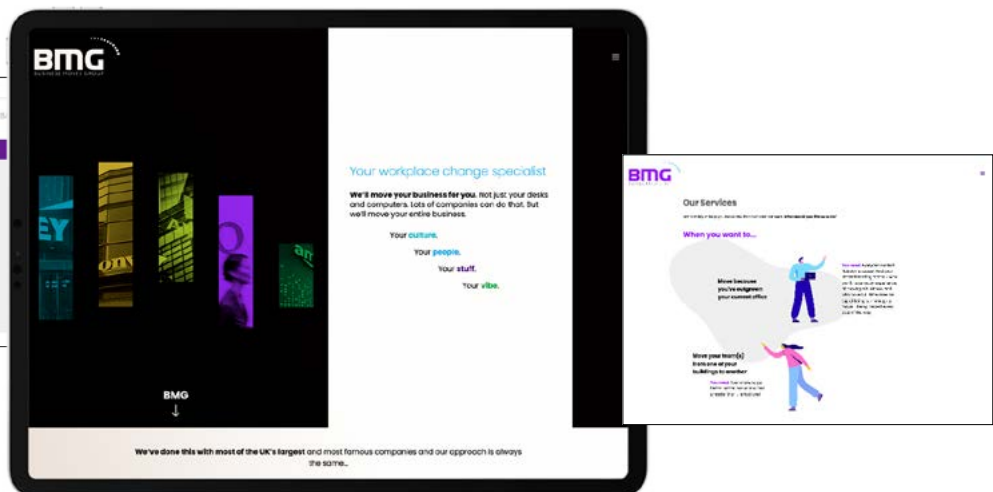 BMG
BUSINESS MOVES GROUP
Your workplace change specialist
We'll move your business for you. Not just your desks
and computers. Lots of companies can do that. But
we'll move your entire business.
Your culture.
Your people.
Your stuff.
Your vibe.
BMG
We've done this with most of the UK's largest and most famous companies and our approach is always
the same...
BMG
Our Services
When you want to...
Move because
you've outgrown
your current office
Move your team(s)
from one of your
buildings to another